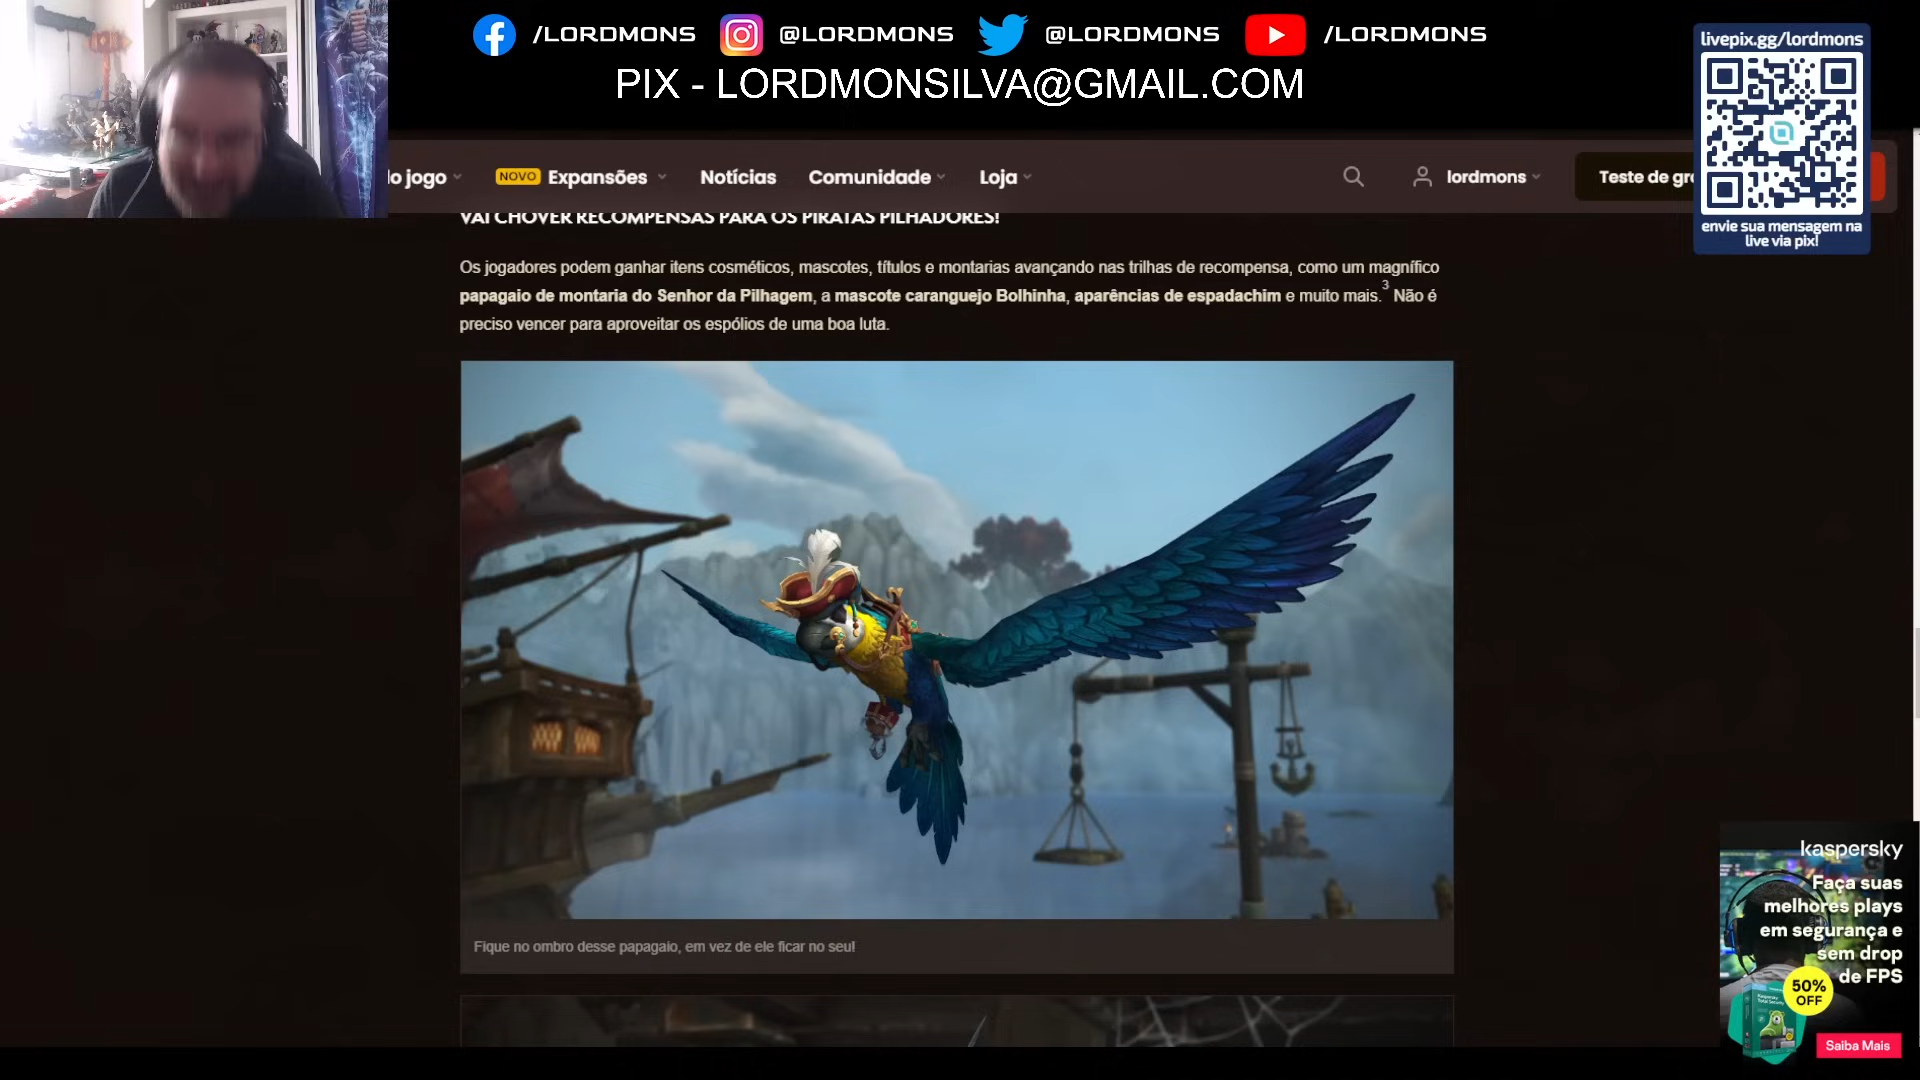 /LORDMONS
@LORDMONS
@LORDMONS
/LORDMONS
PIX - LORDMONSILVA@GMAIL.COM
livepix.gg/lordmons
envie sua mensagem na
live via pix!
lo jogo
NOVO
Expansões
Notícias
Comunidade
Loja
lordmons
Teste de gra
VAI CHOVER RECOMPENSAS PARA OS PIRATAS PILHADORES!
Os jogadores podem ganhar itens cosméticos, mascotes, títulos e montarias avançando nas trilhas de recompensa, como um magnífico
papagaio de montaria do Senhor da Pilhagem, a mascote caranguejo Bolhinha, aparências de espadachim e muito mais.3 Não é
preciso vencer para aproveitar os espólios de uma boa luta.
Fique no ombro desse papagaio, em vez de ele ficar no seu!
kaspersky
Faça suas
melhores plays
em segurança e
sem drop
de FPS
50%
OFF
Saiba Mais